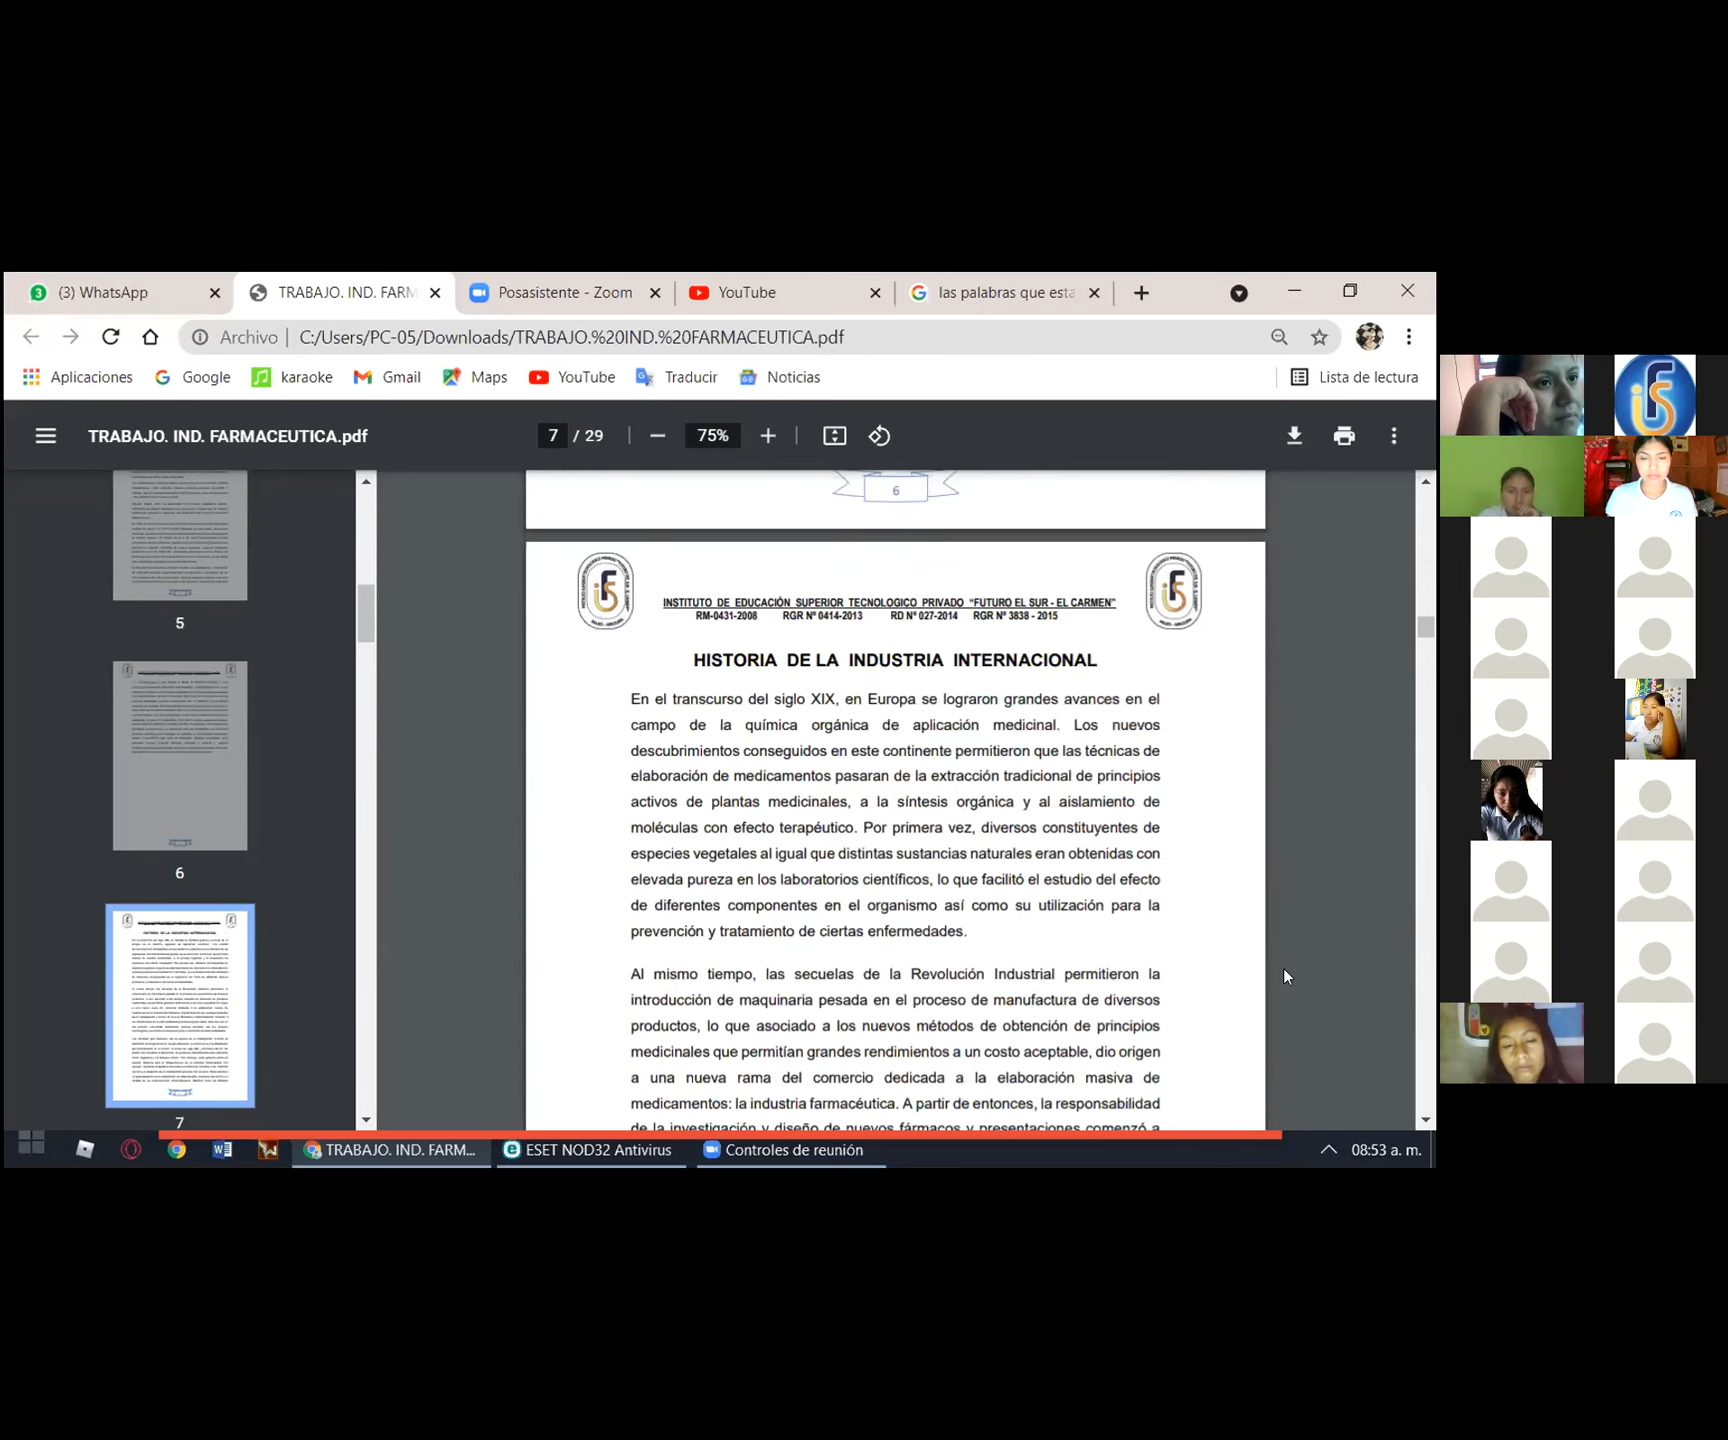 3 (3) WhatsApp
TRABAJO. IND. FARM
Posasistente - Zoom
YouTube
las palabras que esta
Archivo C:/Users/PC-05/Downloads/TRABAJO.%20IND.%20FARMACEUTICA.pdf
Aplicaciones Google karaoke Gmail Maps YouTube Traducir Noticias Lista de lectura
TRABAJO. IND. FARMACEUTICA.pdf 7 / 29 75%
5
6
7
6
INSTITUTO DE EDUCACIÓN SUPERIOR TECNOLOGICO PRIVADO “FUTURO EL SUR - EL CARMEN”
RM-0431-2008 RGR Nº 0414-2013 RD Nº 027-2014 RGR Nº 3838 - 2015
HISTORIA DE LA INDUSTRIA INTERNACIONAL
En el transcurso del siglo XIX, en Europa se lograron grandes avances en el
campo de la química orgánica de aplicación medicinal. Los nuevos
descubrimientos conseguidos en este continente permitieron que las técnicas de
elaboración de medicamentos pasaran de la extracción tradicional de principios
activos de plantas medicinales, a la síntesis orgánica y al aislamiento de
moléculas con efecto terapéutico. Por primera vez, diversos constituyentes de
especies vegetales al igual que distintas sustancias naturales eran obtenidas con
elevada pureza en los laboratorios científicos, lo que facilitó el estudio del efecto
de diferentes componentes en el organismo así como su utilización para la
prevención y tratamiento de ciertas enfermedades.
Al mismo tiempo, las secuelas de la Revolución Industrial permitieron la
introducción de maquinaria pesada en el proceso de manufactura de diversos
productos, lo que asociado a los nuevos métodos de obtención de principios
medicinales que permitían grandes rendimientos a un costo aceptable, dio origen
a una nueva rama del comercio dedicada a la elaboración masiva de
medicamentos: la industria farmacéutica. A partir de entonces, la responsabilidad
de la investigación y diseño de nuevos fármacos y presentaciones comenzó a
TRABAJO. IND. FARM... ESET NOD32 Antivirus Controles de reunión 08:53 a. m.